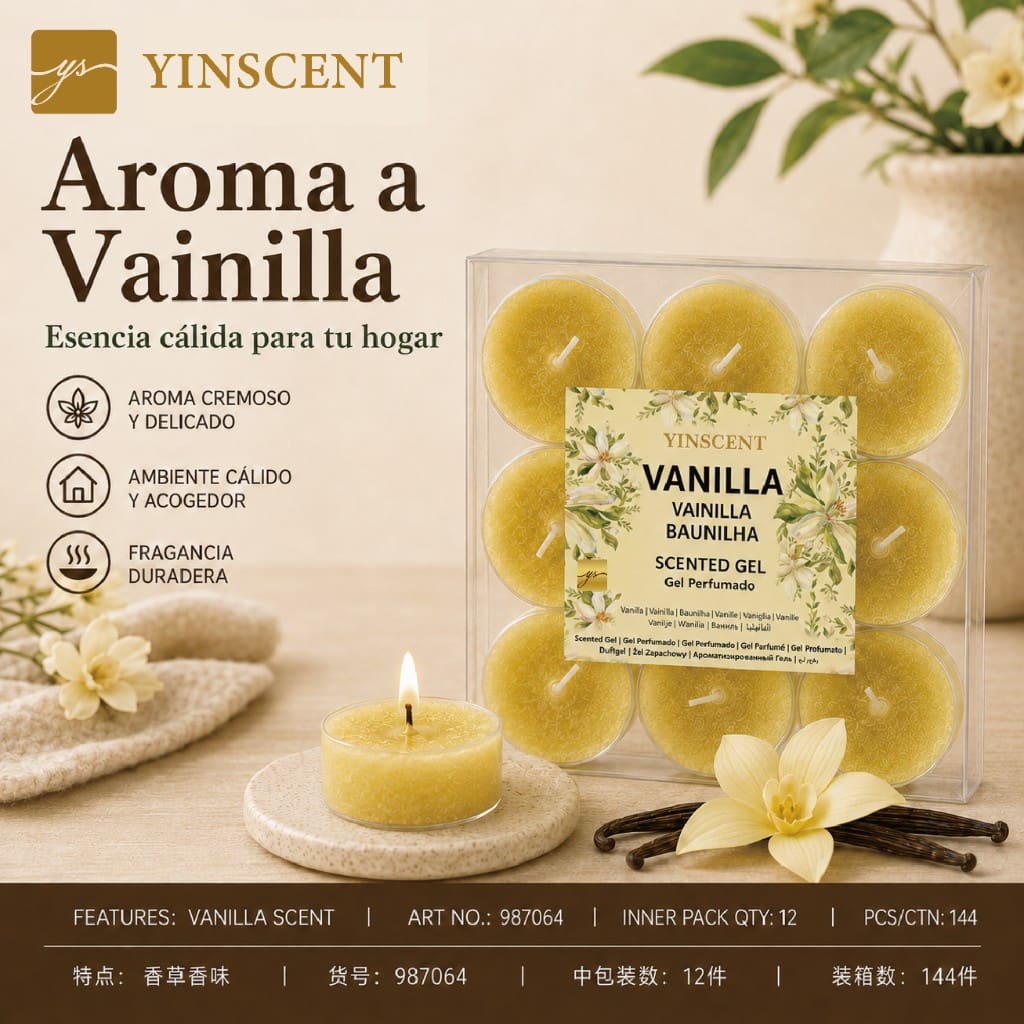 ys YINSCENT
Aroma a
Vainilla
Esencia cálida para tu hogar
AROMA CREMOSO
Y DELICADO
AMBIENTE CÁLIDO
Y ACOGEDOR
FRAGANCIA
DURADERA
YINSCENT
VANILLA
VAINILLA
BAUNILHA
SCENTED GEL
Gel Perfumado
ys
Vanilla | Vainilla | Baunilha | Vanille | Vaniglia | Vanille
Vanilje | Wanilia | Ваниль |
Scented Gel | Gel Perfumado | Gel Perfumado | Gel Parfumé | Gel Profumato |
Duftgel | Żel Zapachowy | Ароматизированный Гель |
FEATURES: VANILLA SCENT | ART NO.: 987064 | INNER PACK QTY: 12 | PCS/CTN: 144
特点: 香草香味 | 货号: 987064 | 中包装数: 12件 | 装箱数: 144件